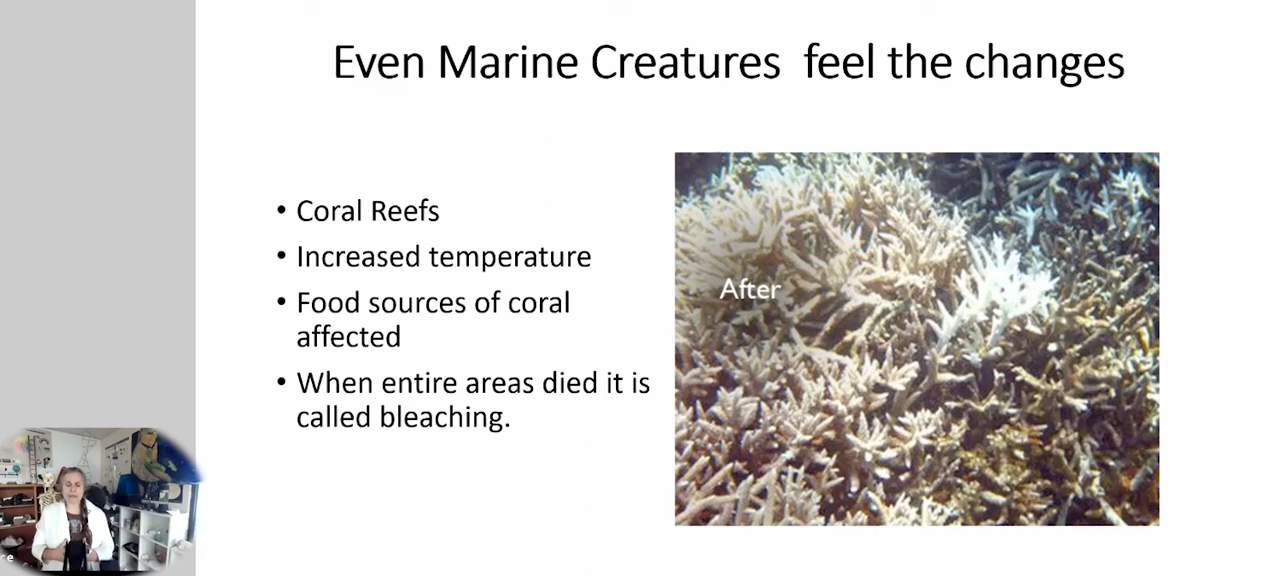 Even Marine Creatures  feel the changes
• Coral Reefs
• Increased temperature
• Food sources of coral
affected
• When entire areas died it is
called bleaching.
After